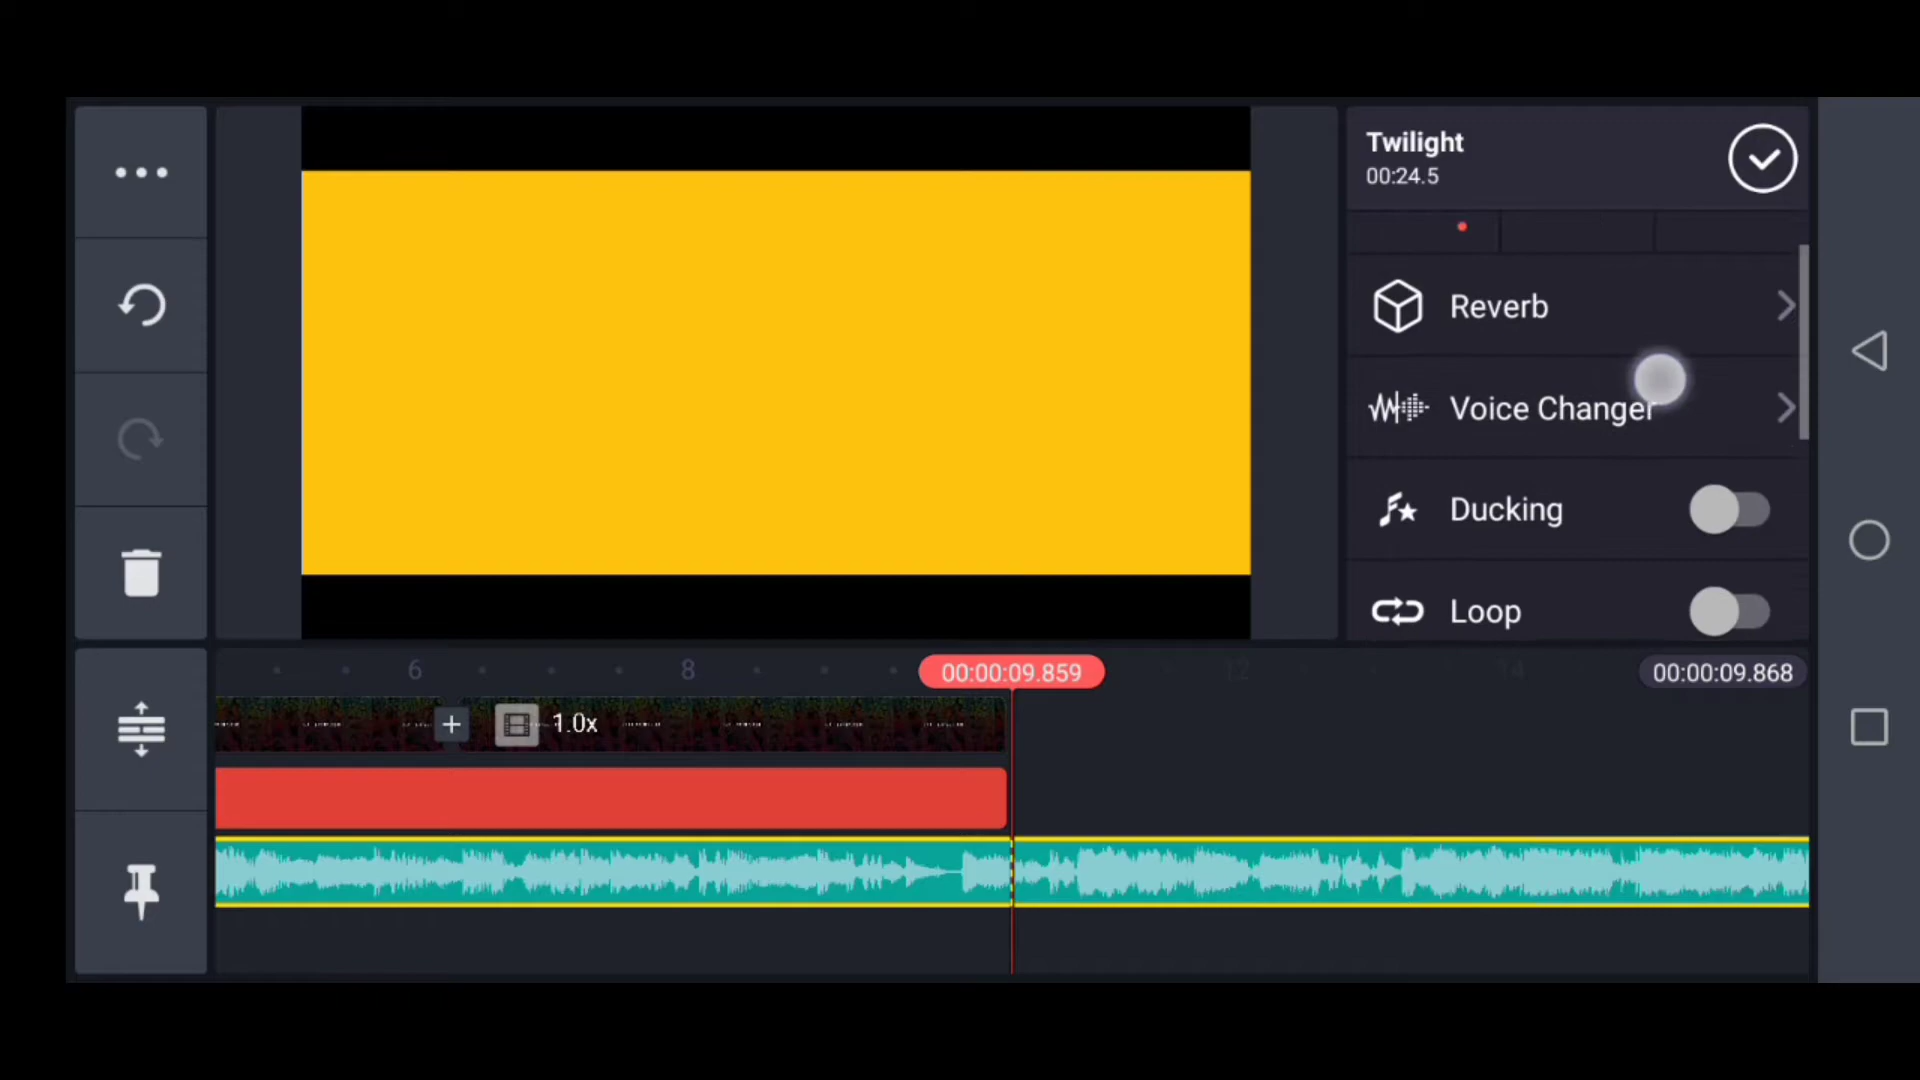 Twilight
00:24.5
Reverb
Voice Changer
Ducking
Loop
6
8
00:00:09.859
12
14
00:00:09.868
1.0x